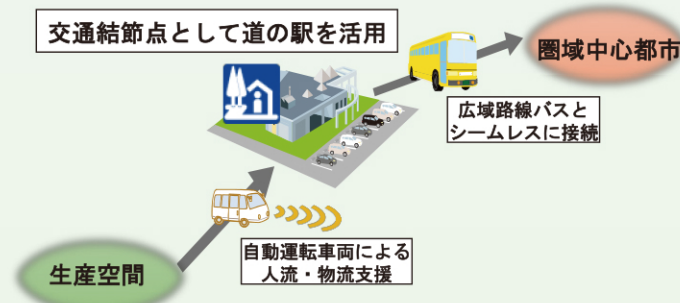 交通結節点として道の駅を活用
圏域中心都市
広域路線バスと
シームレスに接続
自動運転車両による
人流・物流支援
生産空間